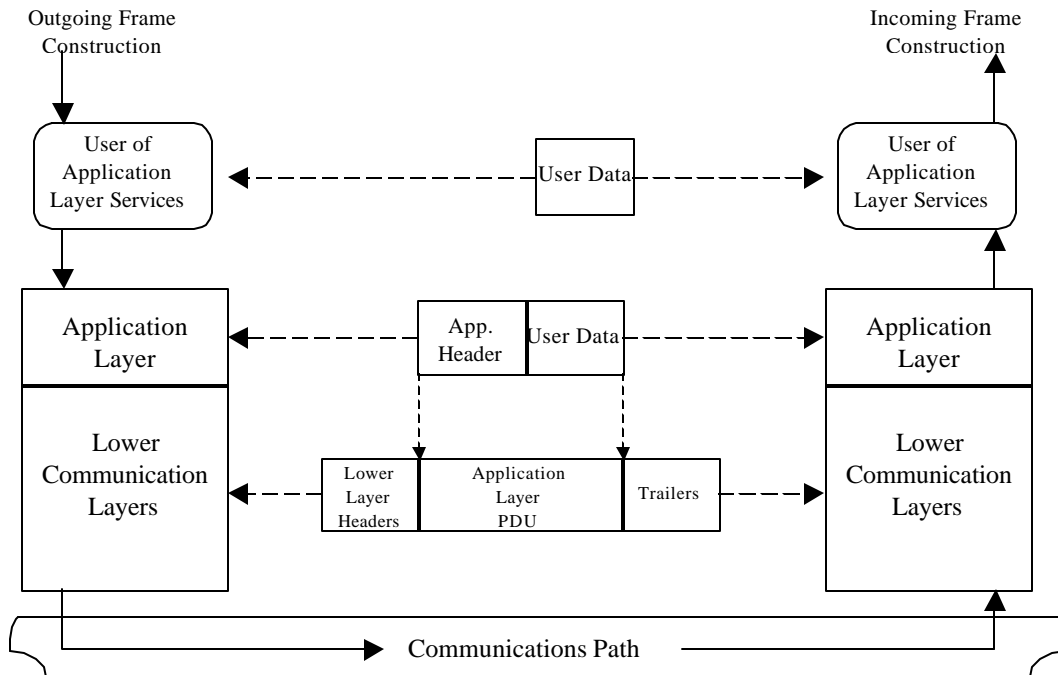 Outgoing Frame
Construction
Incoming Frame
Construction
User of
Application
Layer Services
User Data
User of
Application
Layer Services
Application
Layer
App.
Header
User Data
Application
Layer
Lower
Communication
Layers
Lower
Layer
Headers
Application
Layer
PDU
Trailers
Lower
Communication
Layers
Communications Path